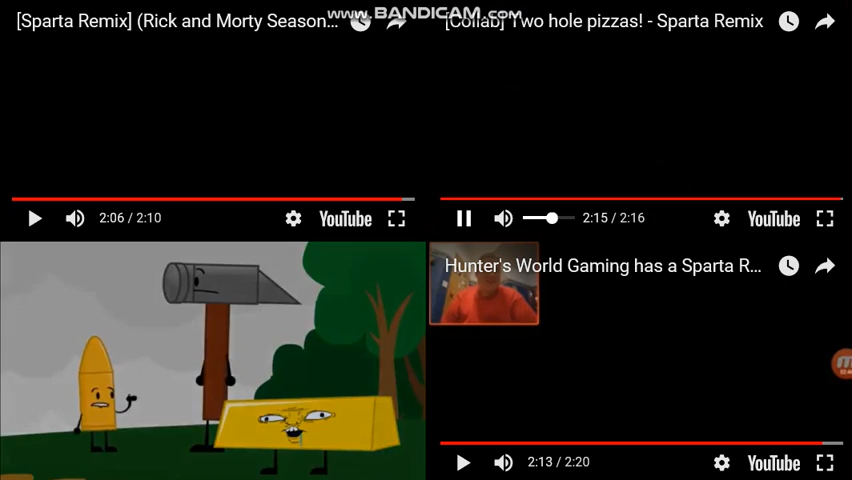 www.BANDICAM.com
[Sparta Remix] (Rick and Morty Season...
[Collab] Two hole pizzas! - Sparta Remix
2:06 / 2:10
YouTube
2:15 / 2:16
YouTube
Hunter's World Gaming has a Sparta R...
2:13 / 2:20
YouTube